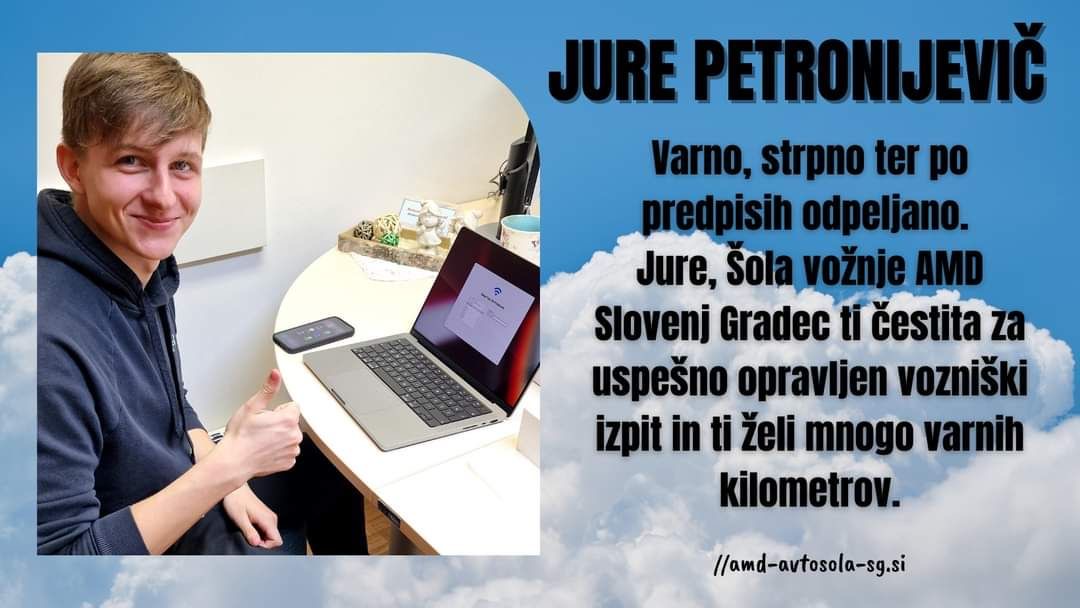 JURE PETRONIJEVIČ
Varno, strpno ter po
predpisih odpeljano.
Jure, Šola vožnje AMD
Slovenj Gradec ti čestita za
uspešno opravljen vozniški
izpit in ti želi mnogo varnih
kilometrov.
//amd-avtosola-sg.si